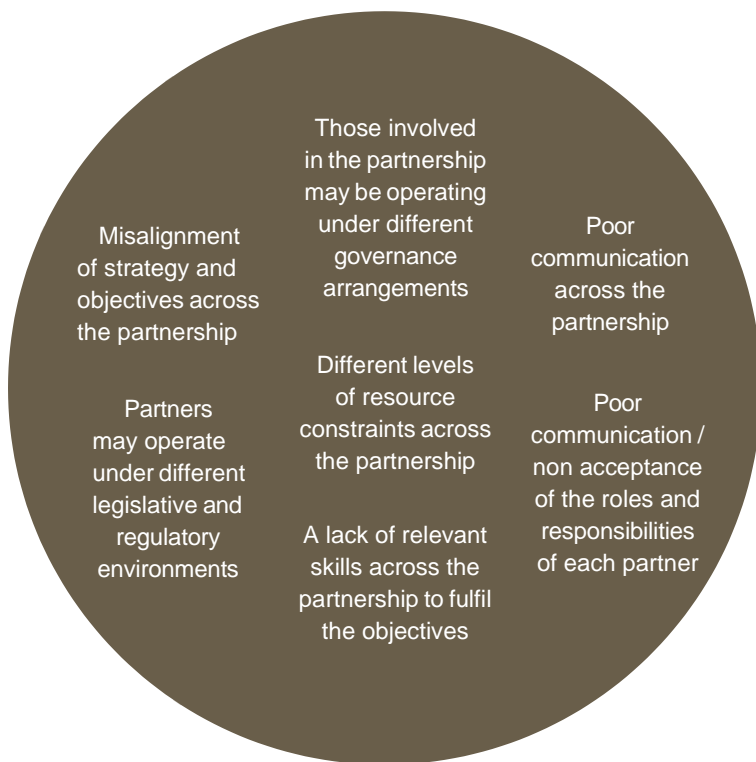 Misalignment
of strategy and
objectives across
the partnership
Partners
may operate
under different
legislative and
regulatory
environments
Those involved
in the partnership
may be operating
under different
governance
arrangements
Different levels
of resource
constraints across
the partnership
A lack of relevant
skills across the
partnership to fulfil
the objectives
Poor
communication
across the
partnership
Poor
communication /
non acceptance
of the roles and
responsibilities
of each partner